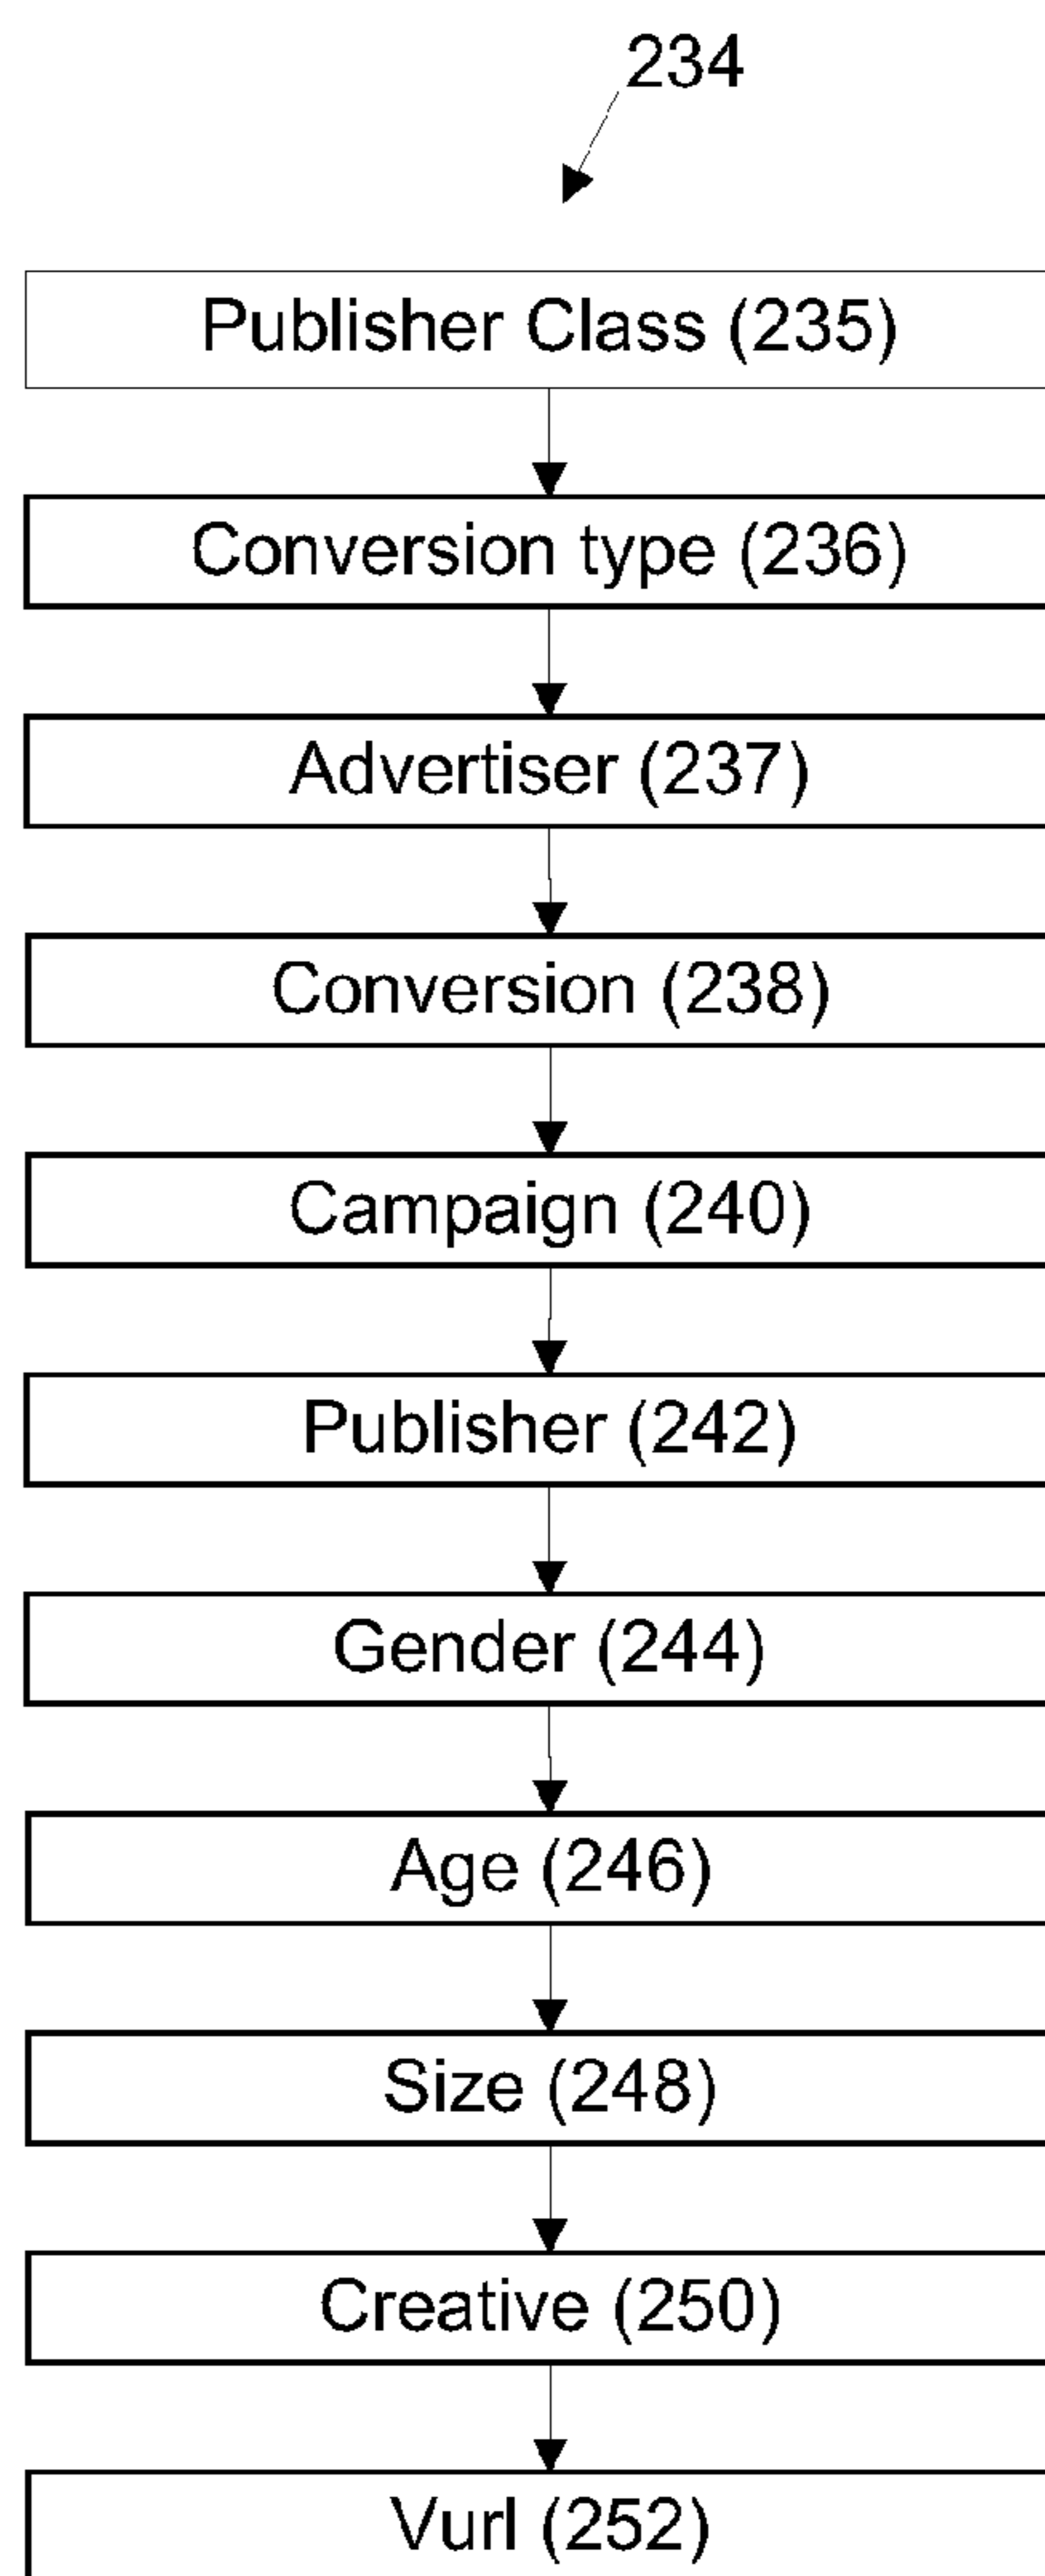 234
Publisher Class (235)
Conversion type (236)
Advertiser (237)
Conversion (238)
Campaign (240)
Publisher (242)
Gender (244)
Age (246)
Size (248)
Creative (250)
Vurl (252)